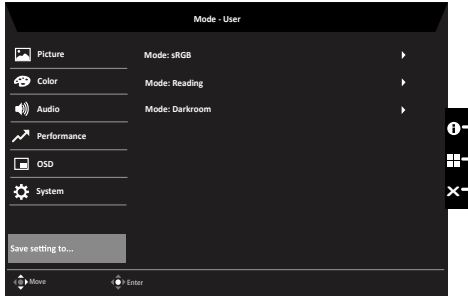 Mode - User
Picture
Mode: sRGB
Color
Mode: Reading
Audio
Mode: Darkroom
Performance
OSD
System
Save setting to...
Move
Enter